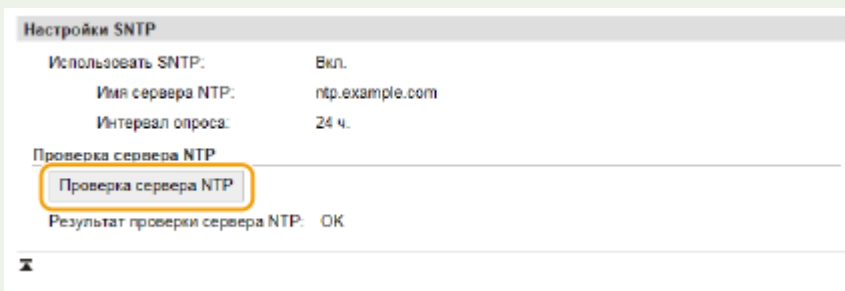 Настройки SNTP
Использовать SNTP: Вкл.
Имя сервера NTP: ntp.example.com
Интервал опроса: 24 ч.
Проверка сервера NTP
Проверка сервера NTP
Результат проверки сервера NTP: OK